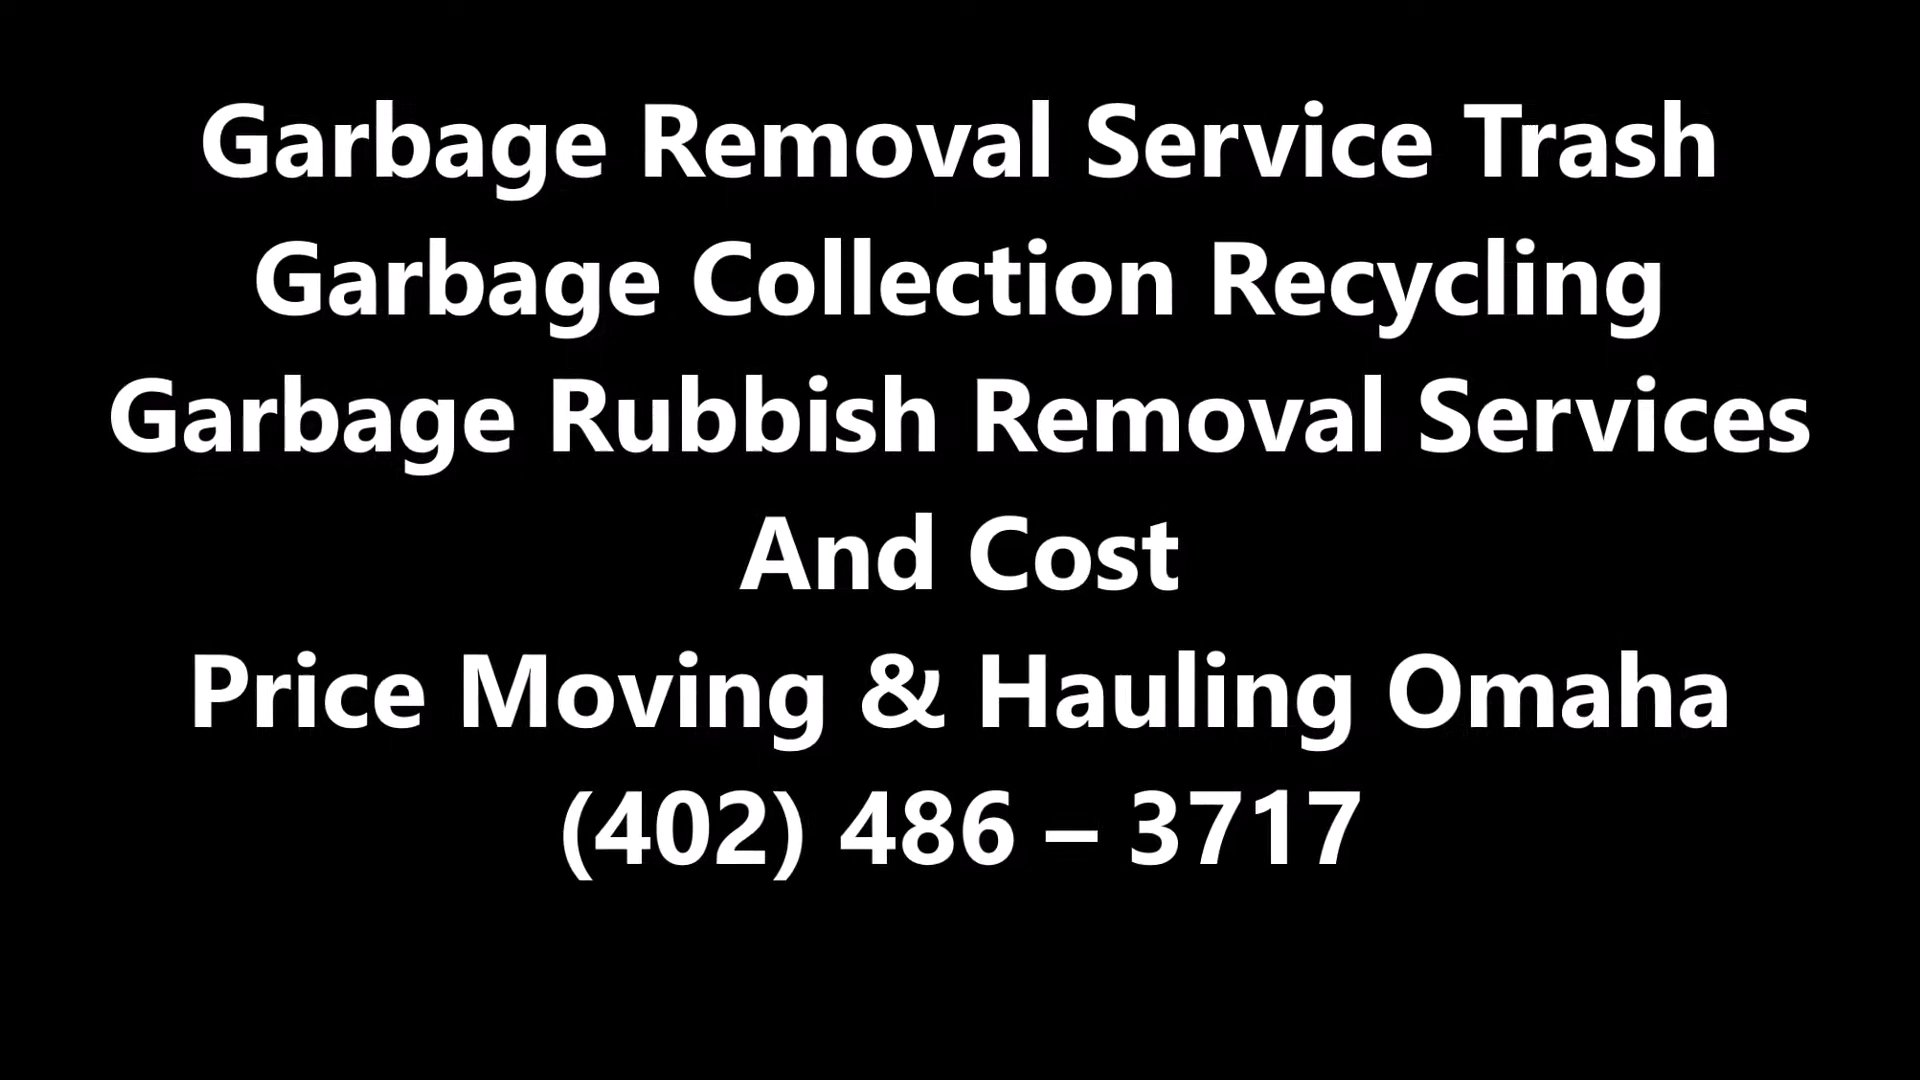 Garbage Removal Service Trash
Garbage Collection Recycling
Garbage Rubbish Removal Services
And Cost
Price Moving & Hauling Omaha
(402) 486 – 3717